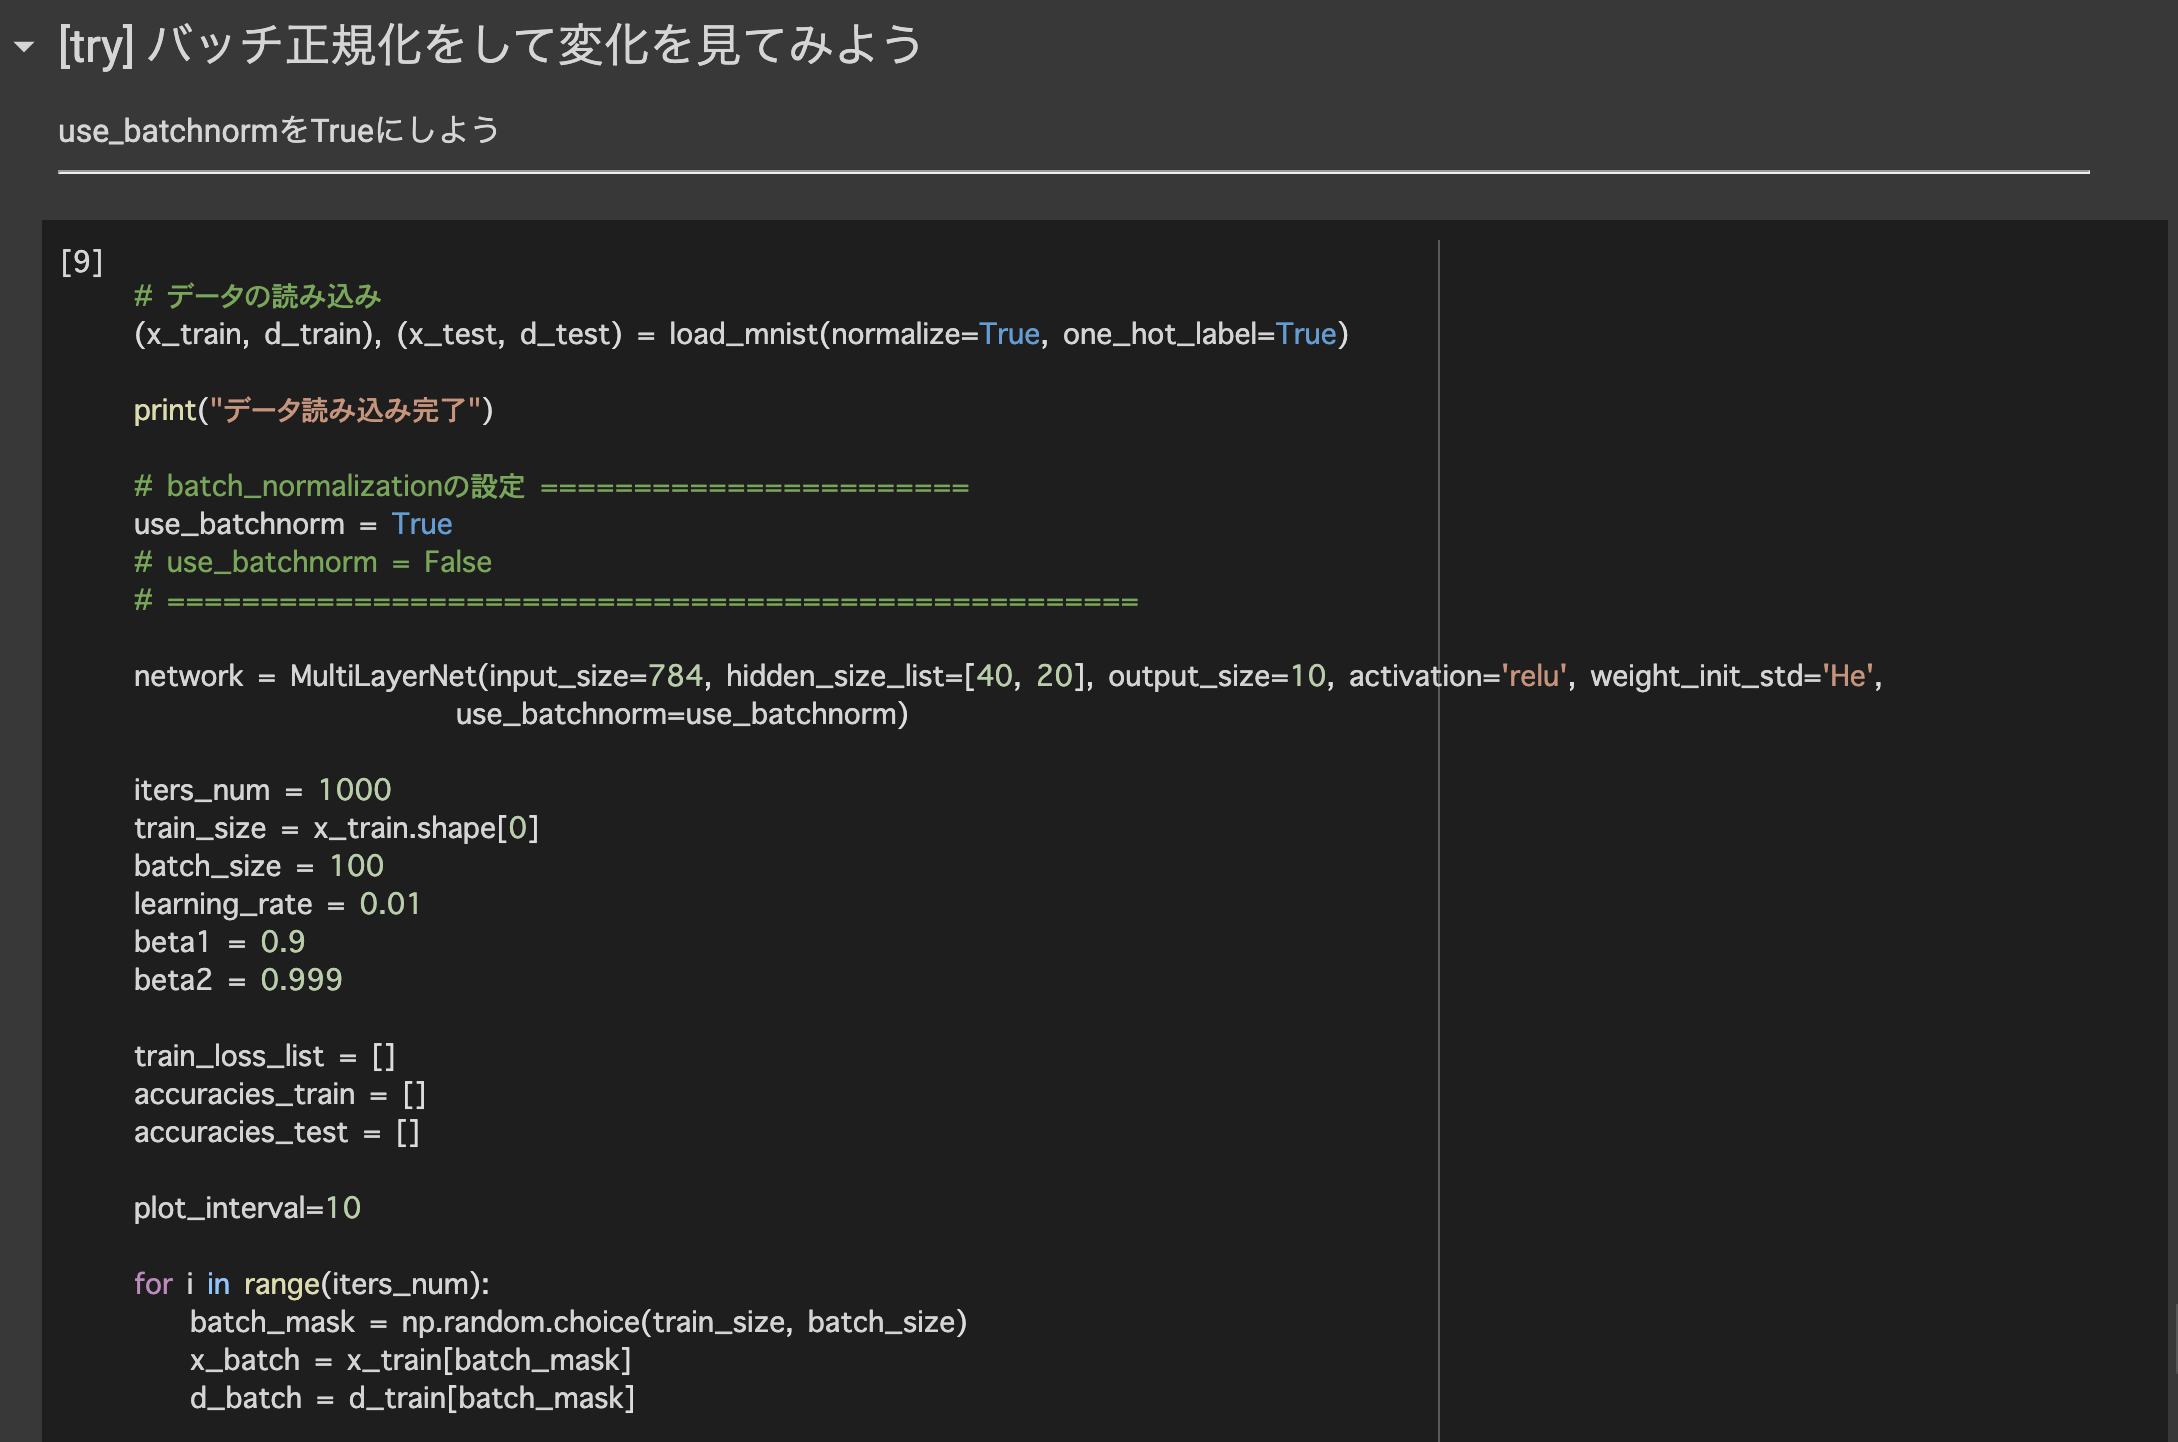 [try] バッチ正規化をして変化を見てみよう
use_batchnormをTrueにしよう
[9]
# データの読み込み
(x_train, d_train), (x_test, d_test) = load_mnist(normalize=True, one_hot_label=True)
print("データ読み込み完了")
# batch_normalizationの設定 =======================
use_batchnorm = True
# use_batchnorm = False
# ====================================================
network = MultiLayerNet(input_size=784, hidden_size_list=[40, 20], output_size=10, activation='relu', weight_init_std='He',
use_batchnorm=use_batchnorm)
iters_num = 1000
train_size = x_train.shape[0]
batch_size = 100
learning_rate = 0.01
beta1 = 0.9
beta2 = 0.999
train_loss_list = []
accuracies_train = []
accuracies_test = []
plot_interval=10
for i in range(iters_num):
batch_mask = np.random.choice(train_size, batch_size)
x_batch = x_train[batch_mask]
d_batch = d_train[batch_mask]